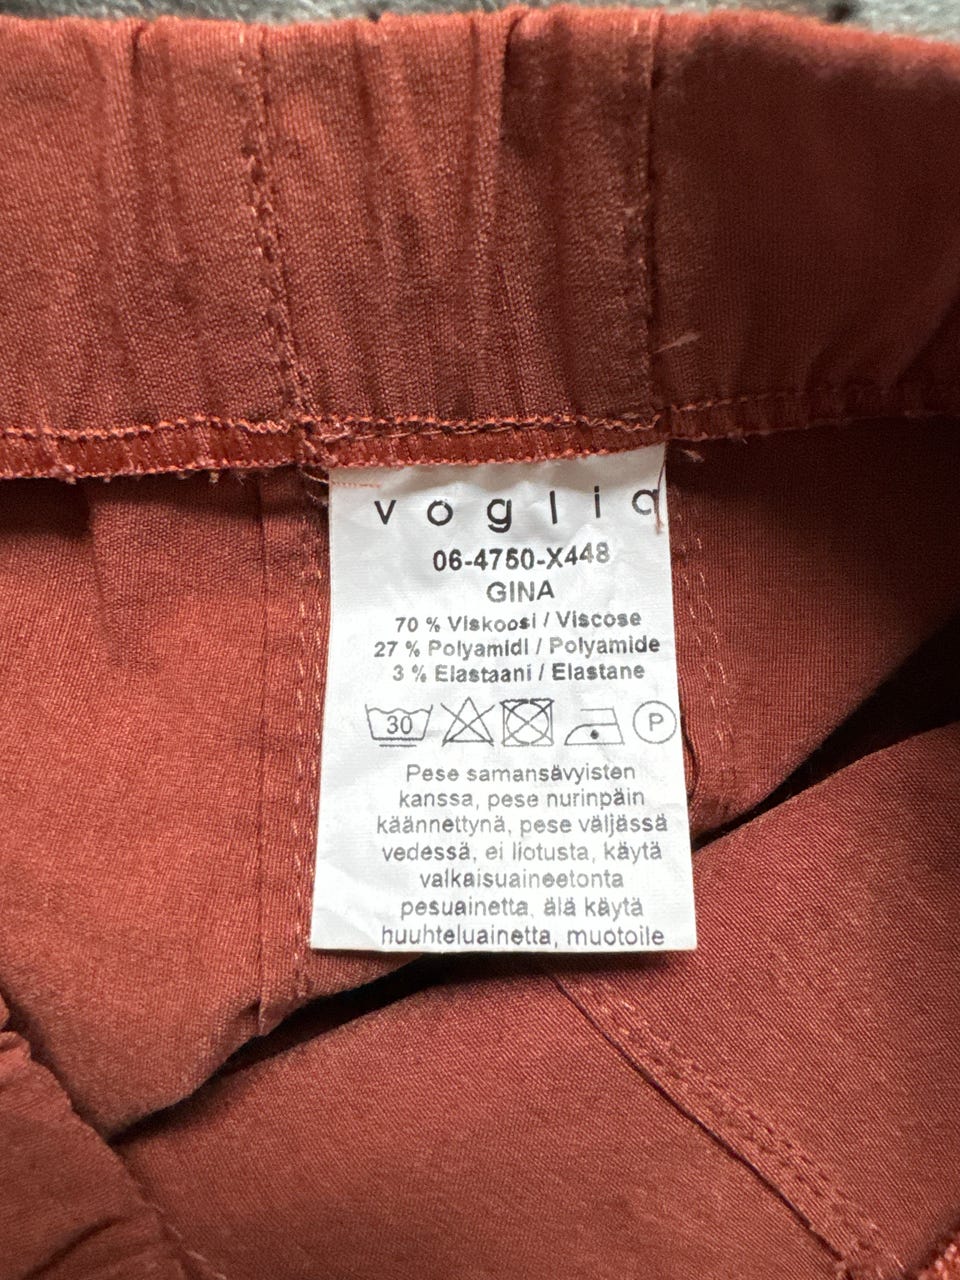 voglia
06-4750-X448
GINA
70 % Viskoosi / Viscose
27 % Polyamidi / Polyamide
3 % Elastaani / Elastane
30 P
Pese samansävyisten
kanssa, pese nurinpäin
käännettynä, pese väljässä
vedessä, ei liotusta, käytä
valkaisuaineetonta
pesuainetta, älä käytä
huuhteluainetta, muotoile